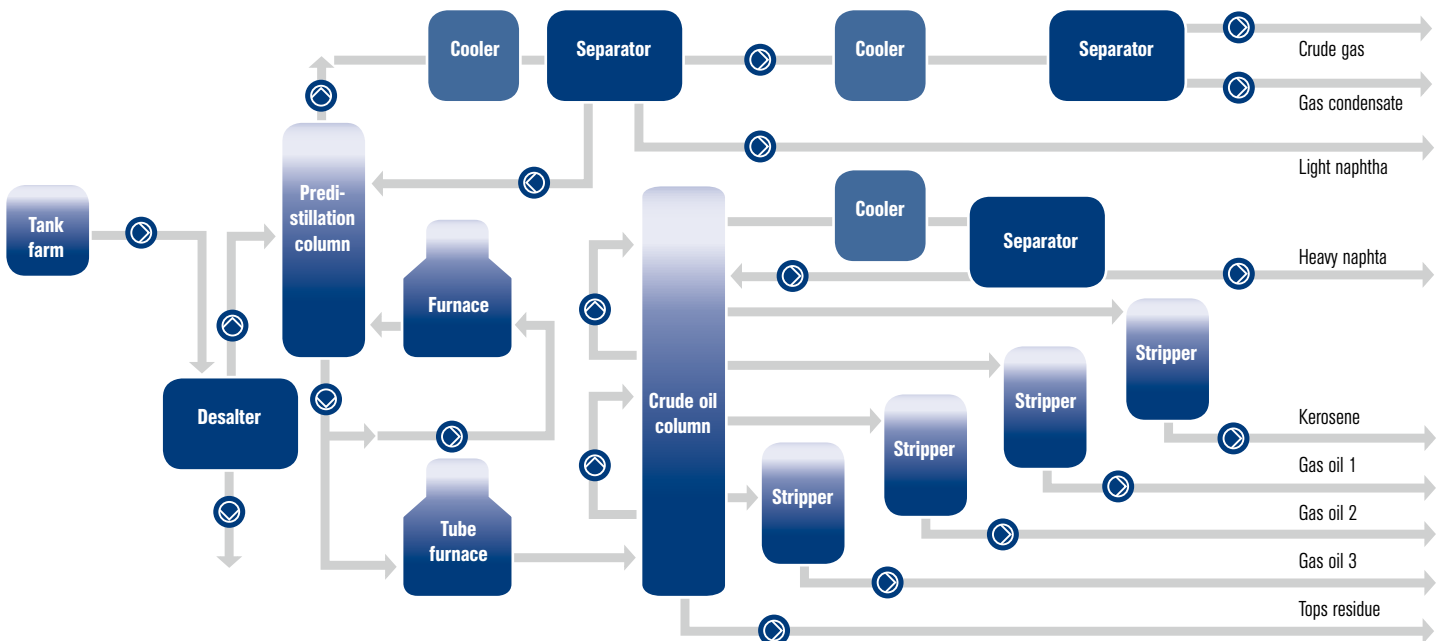 Cooler
Separator
Cooler
Separator
Crude gas
Gas condensate
Light naphtha
Predi-
stillation
column
Tank
farm
Cooler
Separator
Heavy naphta
Furnace
Stripper
Stripper
Desalter
Crude oil
column
Kerosene
Stripper
Gas oil 1
Stripper
Gas oil 2
Tube
furnace
Gas oil 3
Tops residue